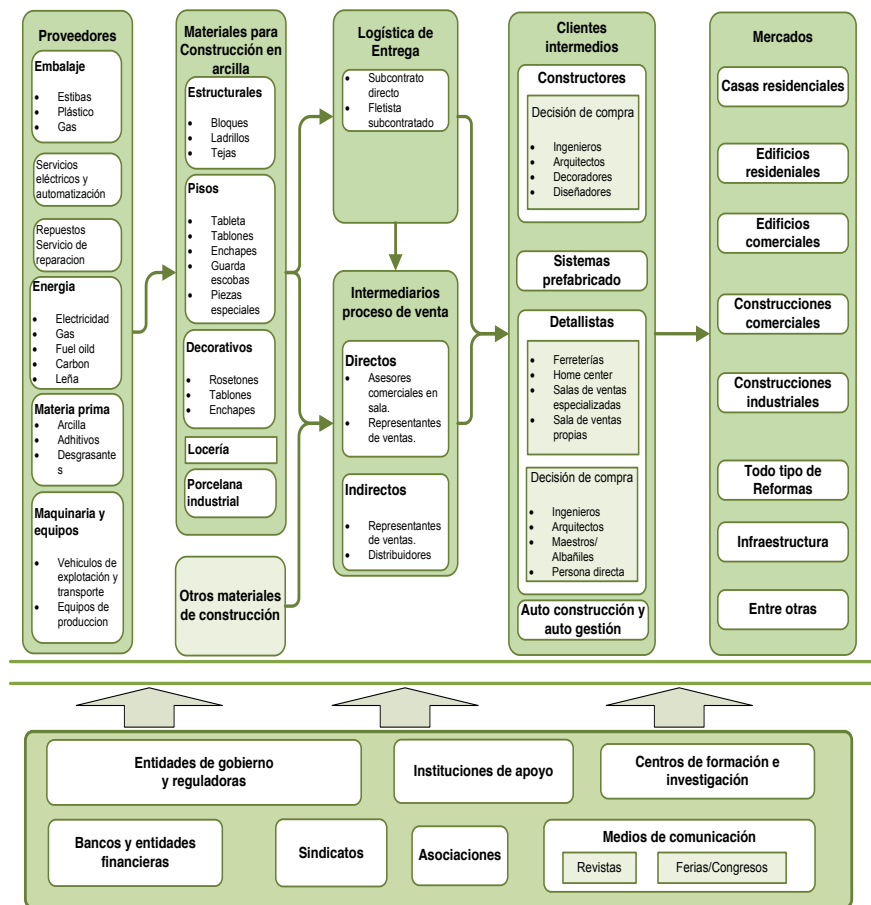 Proveedores
Embalaje
• Estibas
• Plástico
• Gas
Servicios
eléctricos y
automatización
Repuestos
Servicio de
reparacion
Energia
• Electricidad
• Gas
• Fuel oild
• Carbon
• Leña
Materia prima
• Arcilla
• Adhitivos
• Desgrasante
s
Maquinaria y
equipos
• Vehiculos de
explotación y
transporte
• Equipos de
produccion
Materiales para
Construcción en
arcilla
Estructurales
• Bloques
• Ladrillos
• Tejas
Pisos
• Tableta
• Tablones
• Enchapes
• Guarda
escobas
• Piezas
especiales
Decorativos
• Rosetones
• Tablones
• Enchapes
Locería
Porcelana
industrial
Otros materiales
de construcción
Logística de
Entrega
• Subcontrato
directo
• Fletista
subcontratado
Intermediarios
proceso de venta
Directos
• Asesores
comerciales en
sala.
• Representantes
de ventas.
Indirectos
• Representantes
de ventas.
• Distribuidores
Clientes
intermedios
Constructores
Decisión de compra
• Ingenieros
• Arquitectos
• Decoradores
• Diseñadores
Sistemas
prefabricado
Detallistas
• Ferreterías
• Home center
• Salas de ventas
especializadas
• Sala de ventas
propias
Decisión de compra
• Ingenieros
• Arquitectos
• Maestros/
Albañiles
• Persona directa
Auto construcción y
auto gestión
Mercados
Casas residenciales
Edificios
resideniales
Edificios
comerciales
Construcciones
comerciales
Construcciones
industriales
Todo tipo de
Reformas
Infraestructura
Entre otras
Entidades de gobierno
y reguladoras
Instituciones de apoyo
Centros de formación e
investigación
Bancos y entidades
financieras
Sindicatos
Asociaciones
Medios de comunicación
Revistas
Ferias/Congresos